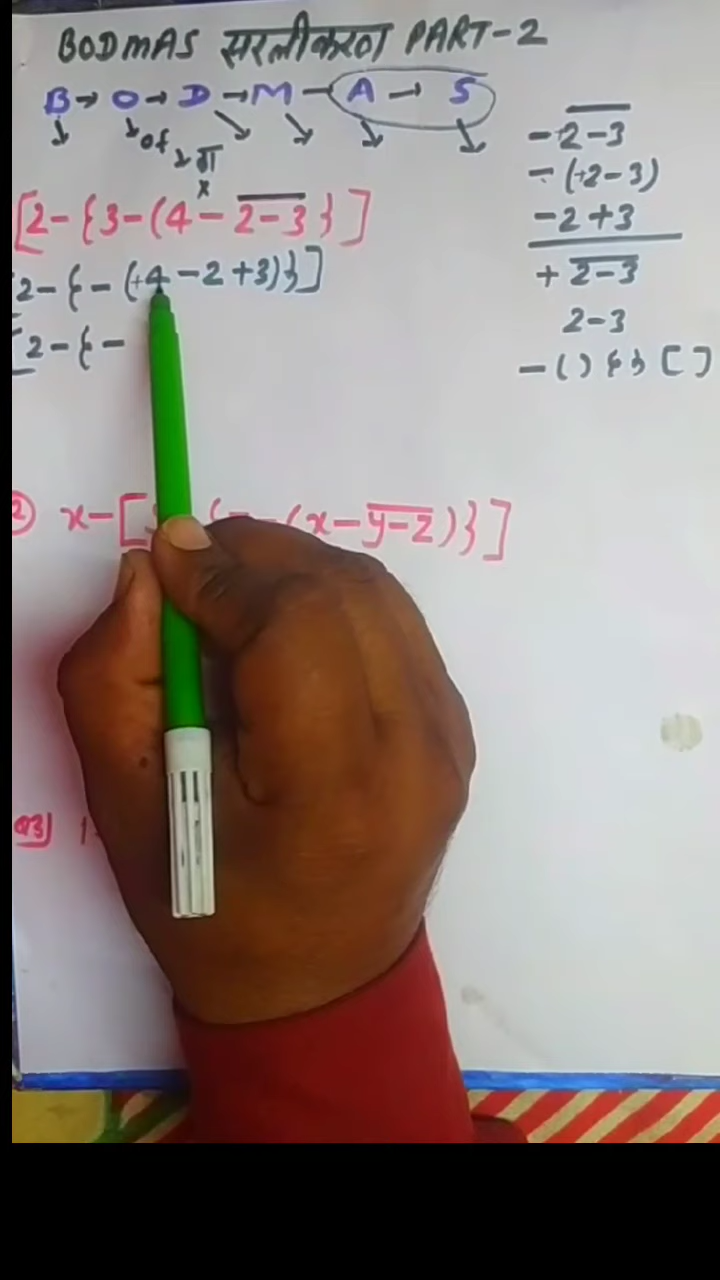 BODMAS सरलीकरण PART-2
B → O → D → M → A → S
of
का
x
[2-{3-(4-2̅-̅3̅}]
[2-{-(+4-2+3)}]
[2-{-
-+2̅-̅3̅
-(+2-3)
-2+3
+2̅-̅3̅
2-3
-() {} []
② x-[ (x-y̅-̅z̅)}]
Q3) 1